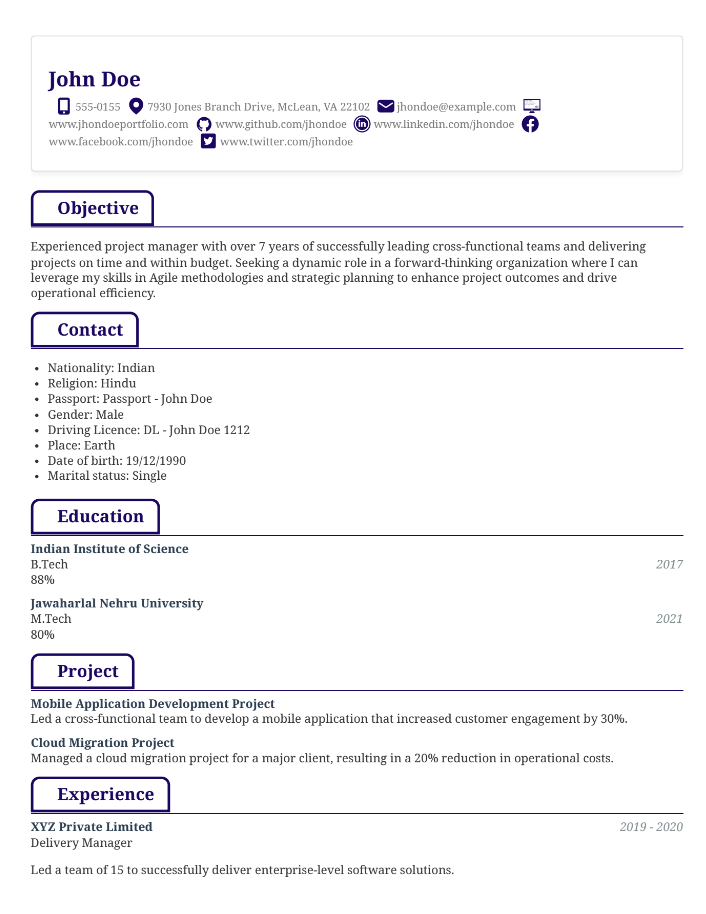 John Doe
555-0155 7930 Jones Branch Drive, McLean, VA 22102 jhondoe@example.com
www.jhondoeportfolio.com www.github.com/jhondoe www.linkedin.com/jhondoe
www.facebook.com/jhondoe www.twitter.com/jhondoe
Objective
Experienced project manager with over 7 years of successfully leading cross-functional teams and delivering
projects on time and within budget. Seeking a dynamic role in a forward-thinking organization where I can
leverage my skills in Agile methodologies and strategic planning to enhance project outcomes and drive
operational efficiency.
Contact
• Nationality: Indian
• Religion: Hindu
• Passport: Passport - John Doe
• Gender: Male
• Driving Licence: DL - John Doe 1212
• Place: Earth
• Date of birth: 19/12/1990
• Marital status: Single
Education
Indian Institute of Science
B.Tech 2017
88%
Jawaharlal Nehru University
M.Tech 2021
80%
Project
Mobile Application Development Project
Led a cross-functional team to develop a mobile application that increased customer engagement by 30%.
Cloud Migration Project
Managed a cloud migration project for a major client, resulting in a 20% reduction in operational costs.
Experience
XYZ Private Limited 2019 - 2020
Delivery Manager
Led a team of 15 to successfully deliver enterprise-level software solutions.